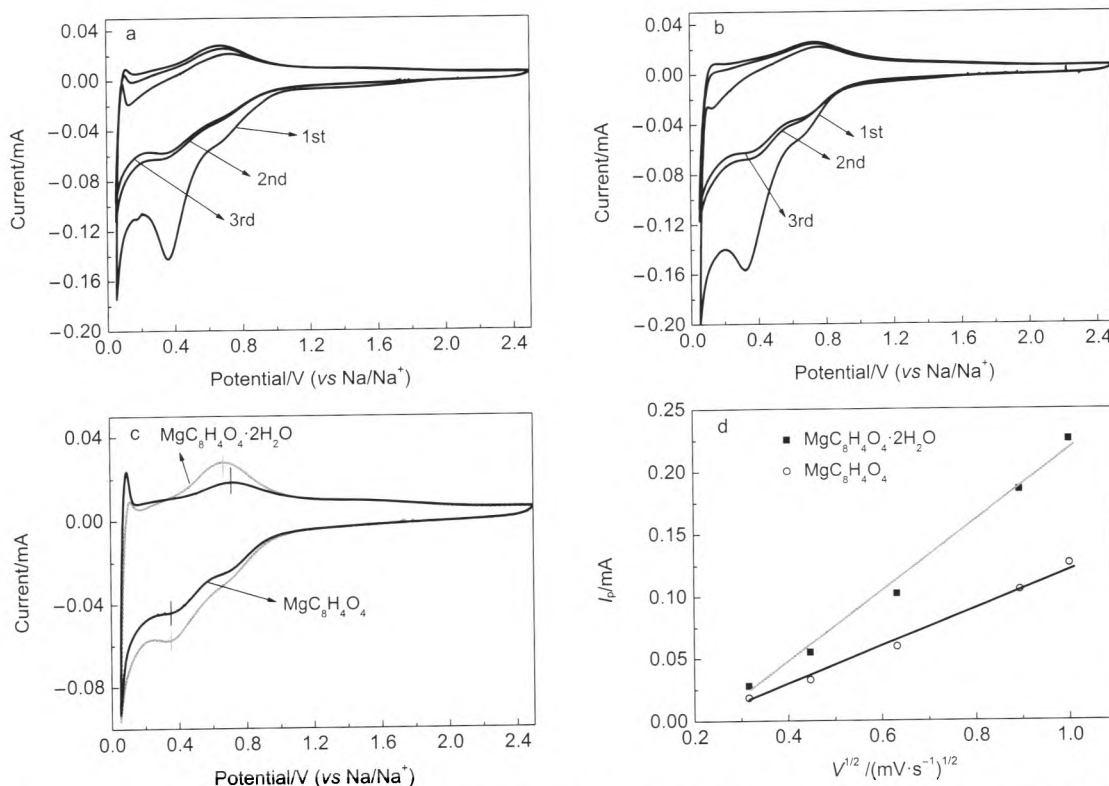 a
Current/mA
0.04
0.00
−0.04
−0.08
−0.12
−0.16
−0.20
1st
2nd
3rd
0.0 0.4 0.8 1.2 1.6 2.0 2.4
Potential/V (vs Na/Na⁺)
b
Current/mA
0.04
0.00
−0.04
−0.08
−0.12
−0.16
−0.20
1st
2nd
3rd
0.0 0.4 0.8 1.2 1.6 2.0 2.4
Potential/V (vs Na/Na⁺)
c
Current/mA
0.04
0.00
−0.04
−0.08
MgC₈H₄O₄·2H₂O
MgC₈H₄O₄
0.0 0.4 0.8 1.2 1.6 2.0 2.4
Potential/V (vs Na/Na⁺)
d
Iₚ/mA
0.25
0.20
0.15
0.10
0.05
0.00
MgC₈H₄O₄·2H₂O
MgC₈H₄O₄
0.2 0.4 0.6 0.8 1.0
V¹ᐟ²/(mV·s⁻¹)¹ᐟ²